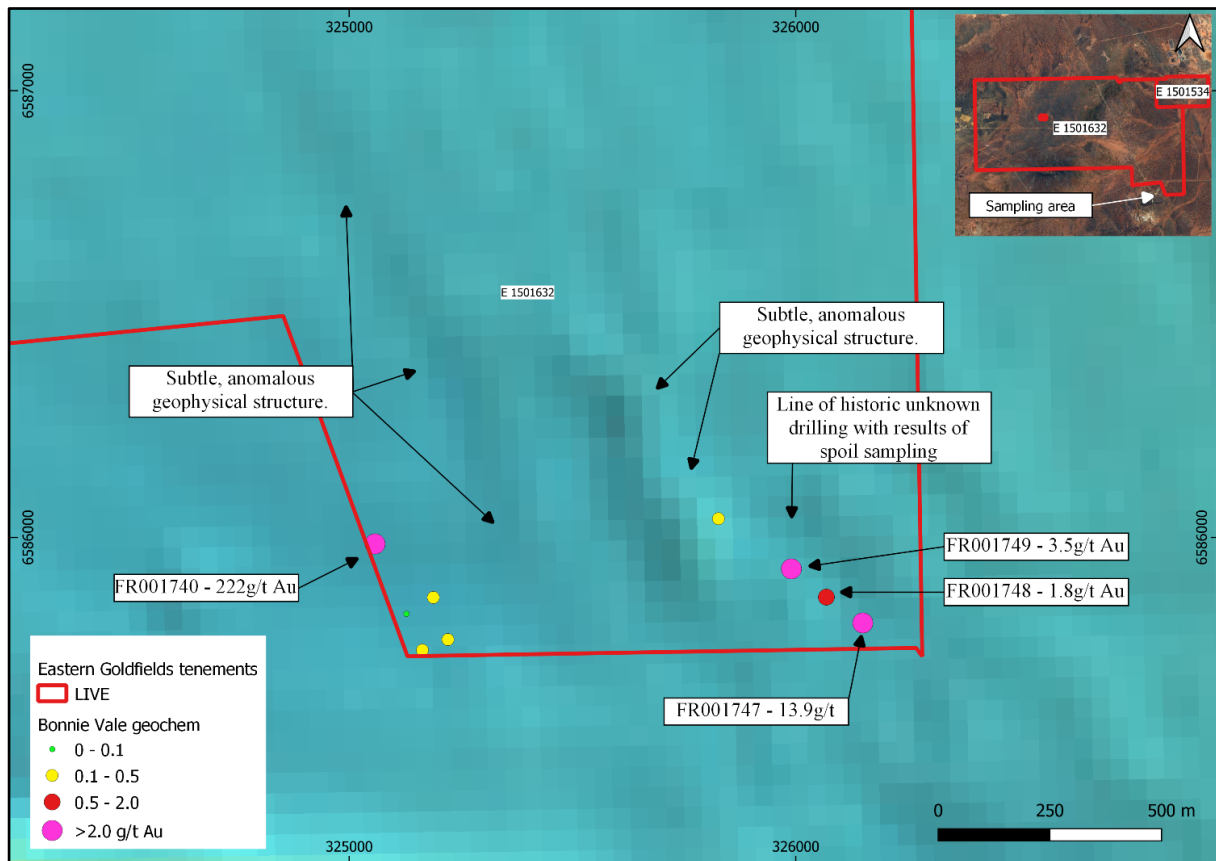 325000
326000
6587000
E 1501534
E 1501632
Sampling area
E 1501632
Subtle, anomalous
geophysical structure.
Subtle, anomalous
geophysical structure.
Line of historic unknown
drilling with results of
spoil sampling
6586000
6586000
FR001749 - 3.5g/t Au
FR001740 - 222g/t Au
FR001748 - 1.8g/t Au
FR001747 - 13.9g/t
Eastern Goldfields tenements
LIVE
Bonnie Vale geochem
0 - 0.1
0.1 - 0.5
0.5 - 2.0
>2.0 g/t Au
0 250 500 m
325000
326000